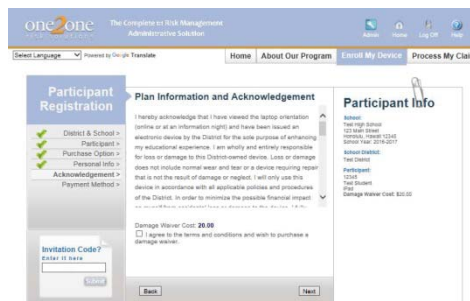 one2one
The Complete 1:1 Risk Management
Administrative Solution
Admin
Home
Log Off
Help
Select Language
Powered by Google Translate
Home
About Our Program
Enroll My Device
Process My Clai
Participant
Registration
District & School >
Participant >
Purchase Option >
Personal Info >
Acknowledgement >
Payment Method >
Invitation Code?
Enter it here
Submit
Plan Information and Acknowledgement
I hereby acknowledge that I have viewed the laptop orientation
(online or at an information night) and have been issued an
electronic device by the District for the sole purpose of enhancing
my educational experience. I am wholly and entirely responsible
for loss or damage to this District-owned device. Loss or damage
does not include normal wear and tear or a device requiring repair
that is not the result of damage or neglect. I will only use this
device in accordance with all applicable policies and procedures
of the District. In order to minimize the possible financial impact
Damage Waiver Cost: 20.00
I agree to the terms and conditions and wish to purchase a
damage waiver.
Back
Next
Participant Info
School:
Test High School
123 Main Street
Honolulu, Hawaii 12345
School Year: 2016-2017
School District:
Test District
Participant:
12345
Test Student
iPad
Damage Waiver Cost: $20.00